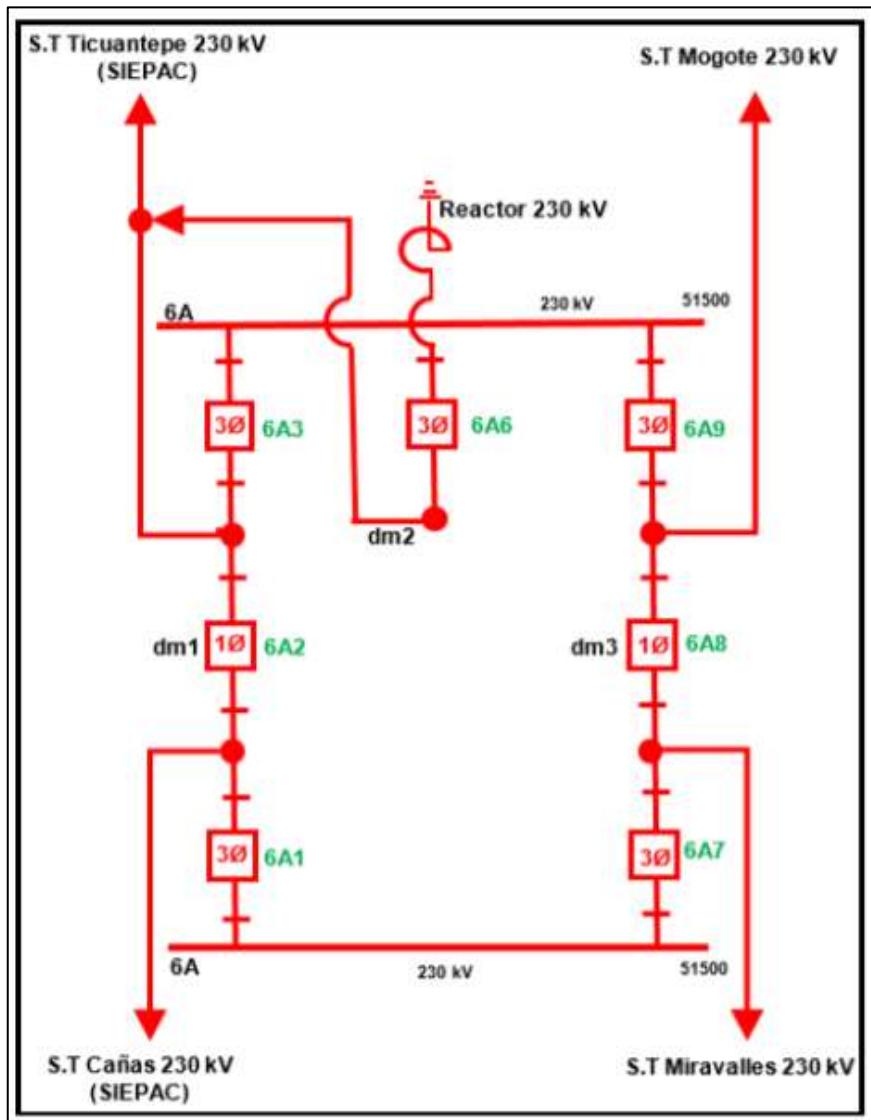 S.T Ticuantepe 230 kV
(SIEPAC)
S.T Mogote 230 kV
Reactor 230 kV
6A
230 kV
51500
3Ø
6A3
3Ø
6A6
3Ø
6A9
dm2
dm1
1Ø
6A2
dm3
1Ø
6A8
3Ø
6A1
3Ø
6A7
6A
230 kV
51500
S.T Cañas 230 kV
(SIEPAC)
S.T Miravalles 230 kV